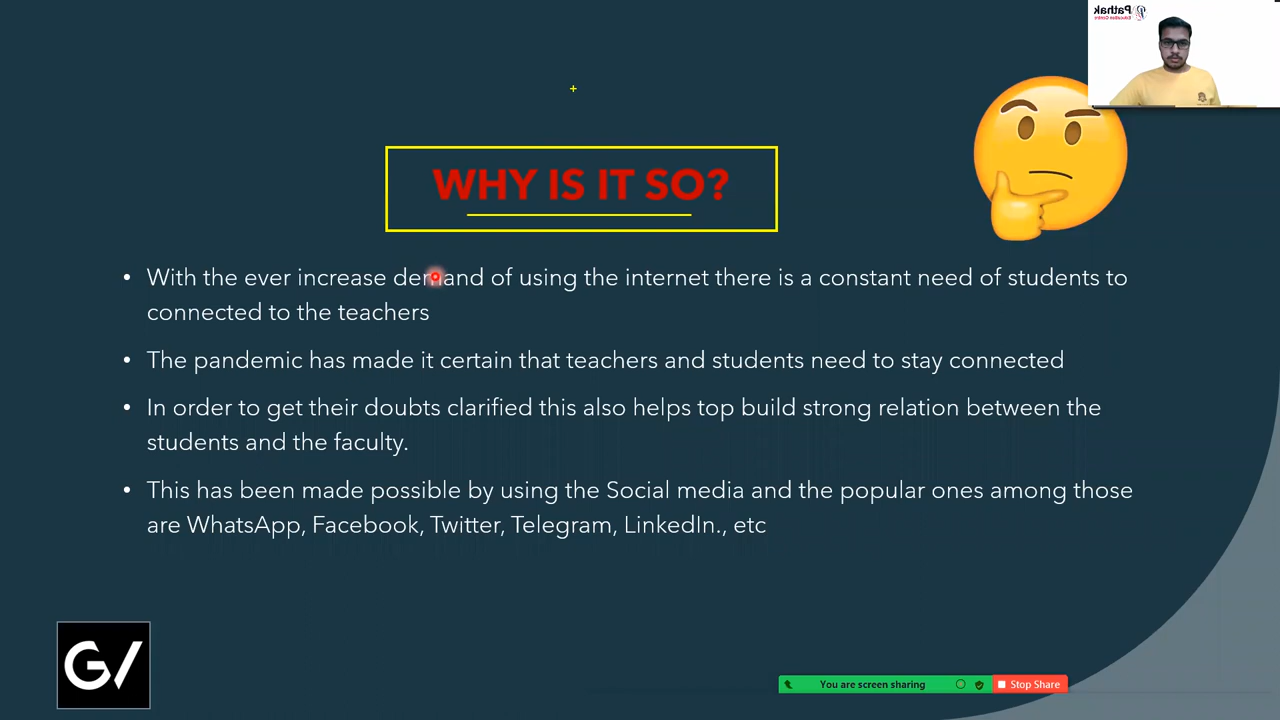 Pathak
Education Centre
WHY IS IT SO?
• With the ever increase demand of using the internet there is a constant need of students to
connected to the teachers
• The pandemic has made it certain that teachers and students need to stay connected
• In order to get their doubts clarified this also helps top build strong relation between the
students and the faculty.
• This has been made possible by using the Social media and the popular ones among those
are WhatsApp, Facebook, Twitter, Telegram, LinkedIn., etc
GV
You are screen sharing
Stop Share